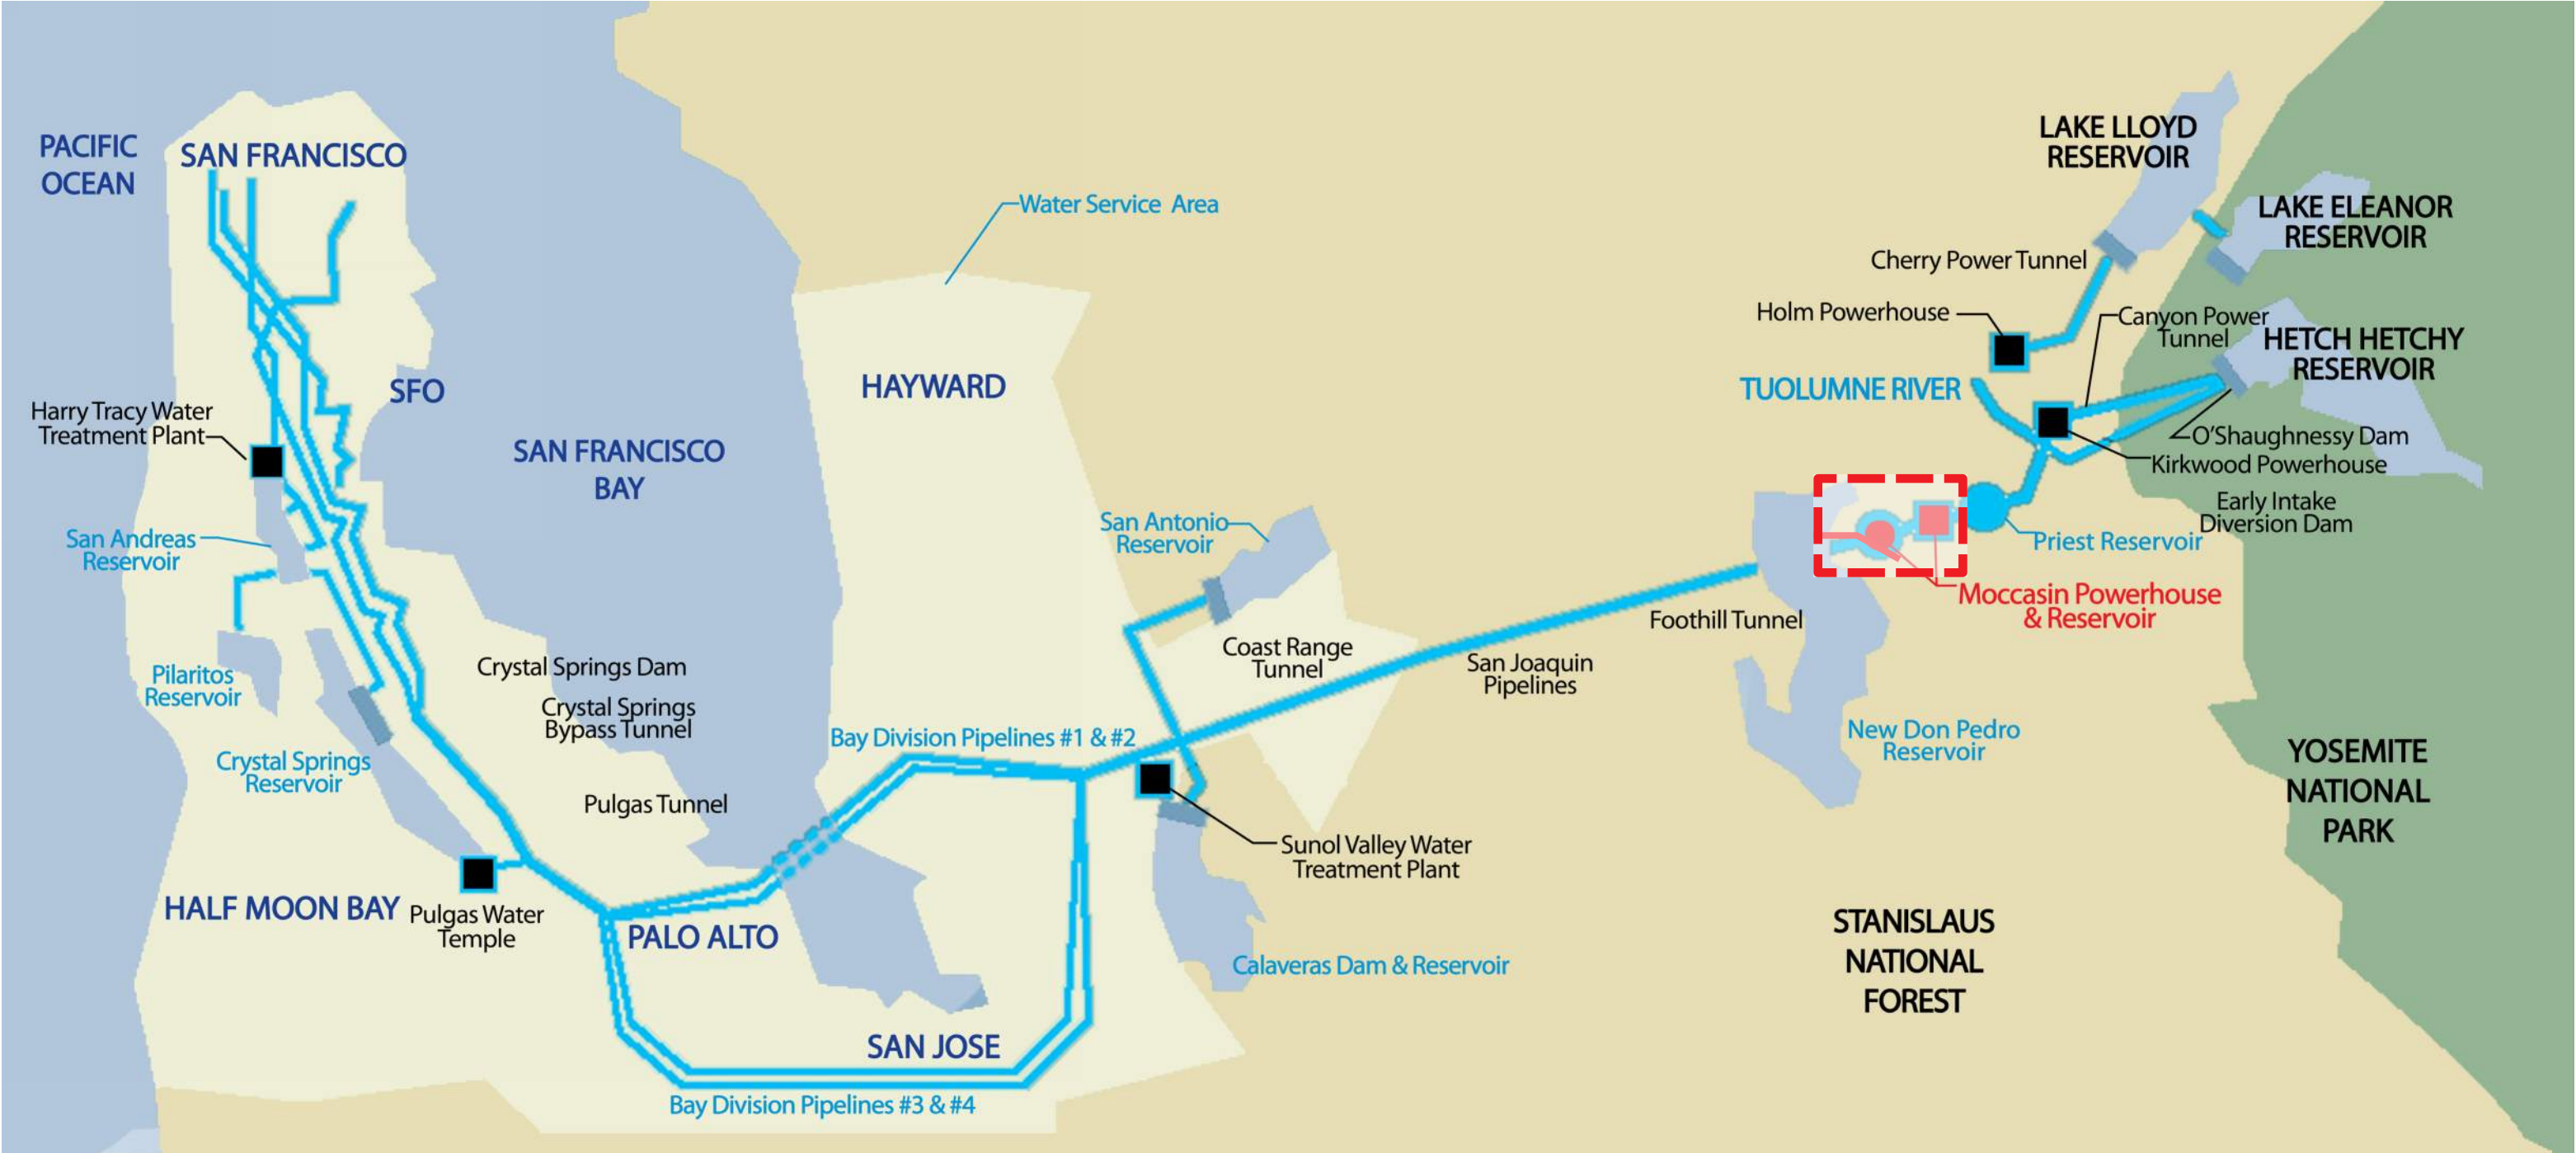 PACIFIC
OCEAN
SAN FRANCISCO
Water Service Area
HAYWARD
SFO
Harry Tracy Water
Treatment Plant
SAN FRANCISCO
BAY
San Andreas
Reservoir
Pilaritos
Reservoir
Crystal Springs
Reservoir
Crystal Springs Dam
Crystal Springs
Bypass Tunnel
Pulgas Tunnel
HALF MOON BAY
Pulgas Water
Temple
PALO ALTO
Bay Division Pipelines #1 & #2
SAN JOSE
Bay Division Pipelines #3 & #4
San Antonio
Reservoir
Coast Range
Tunnel
San Joaquin
Pipelines
Sunol Valley Water
Treatment Plant
Calaveras Dam & Reservoir
Foothill Tunnel
LAKE LLOYD
RESERVOIR
LAKE ELEANOR
RESERVOIR
Cherry Power Tunnel
Holm Powerhouse
Canyon Power
Tunnel
HETCH HETCHY
RESERVOIR
TUOLUMNE RIVER
O'Shaughnessy Dam
Kirkwood Powerhouse
Early Intake
Diversion Dam
Priest Reservoir
Moccasin Powerhouse
& Reservoir
New Don Pedro
Reservoir
YOSEMITE
NATIONAL
PARK
STANISLAUS
NATIONAL
FOREST